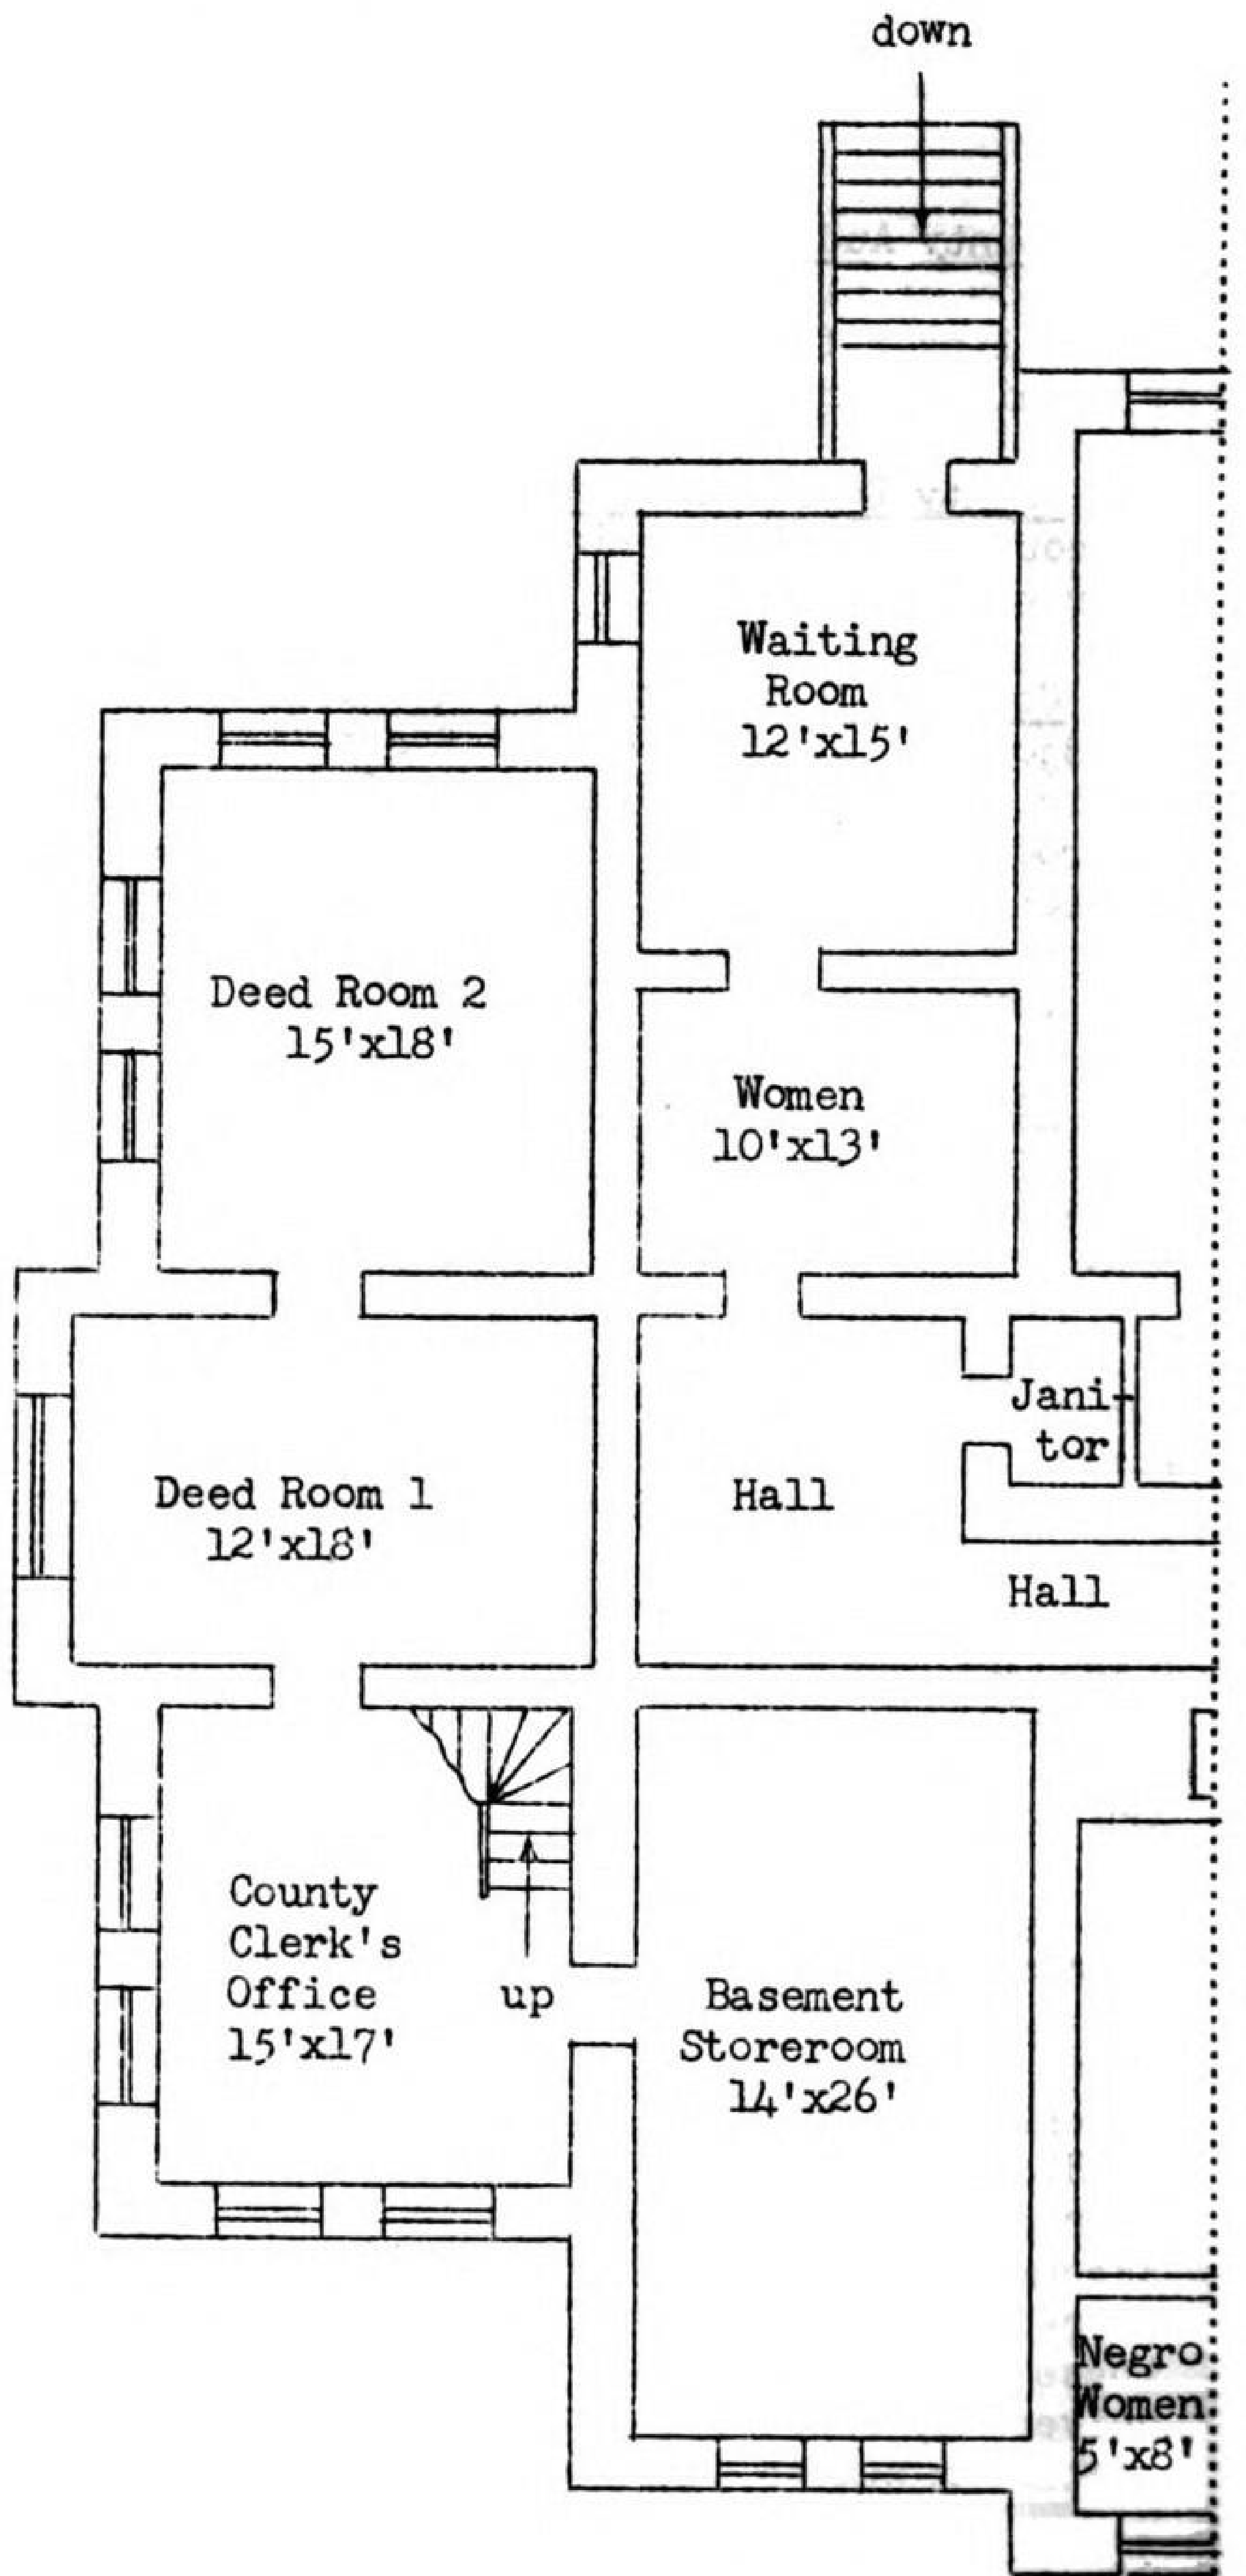 down
Waiting
Room
12'x15'
Deed Room 2
15'x18'
Women
10'x13'
Jani-
tor
Deed Room 1
12'x18'
Hall
Hall
County
Clerk's
Office
15'x17'
up
Basement
Storeroom
14'x26'
Negro
Women
5'x8'